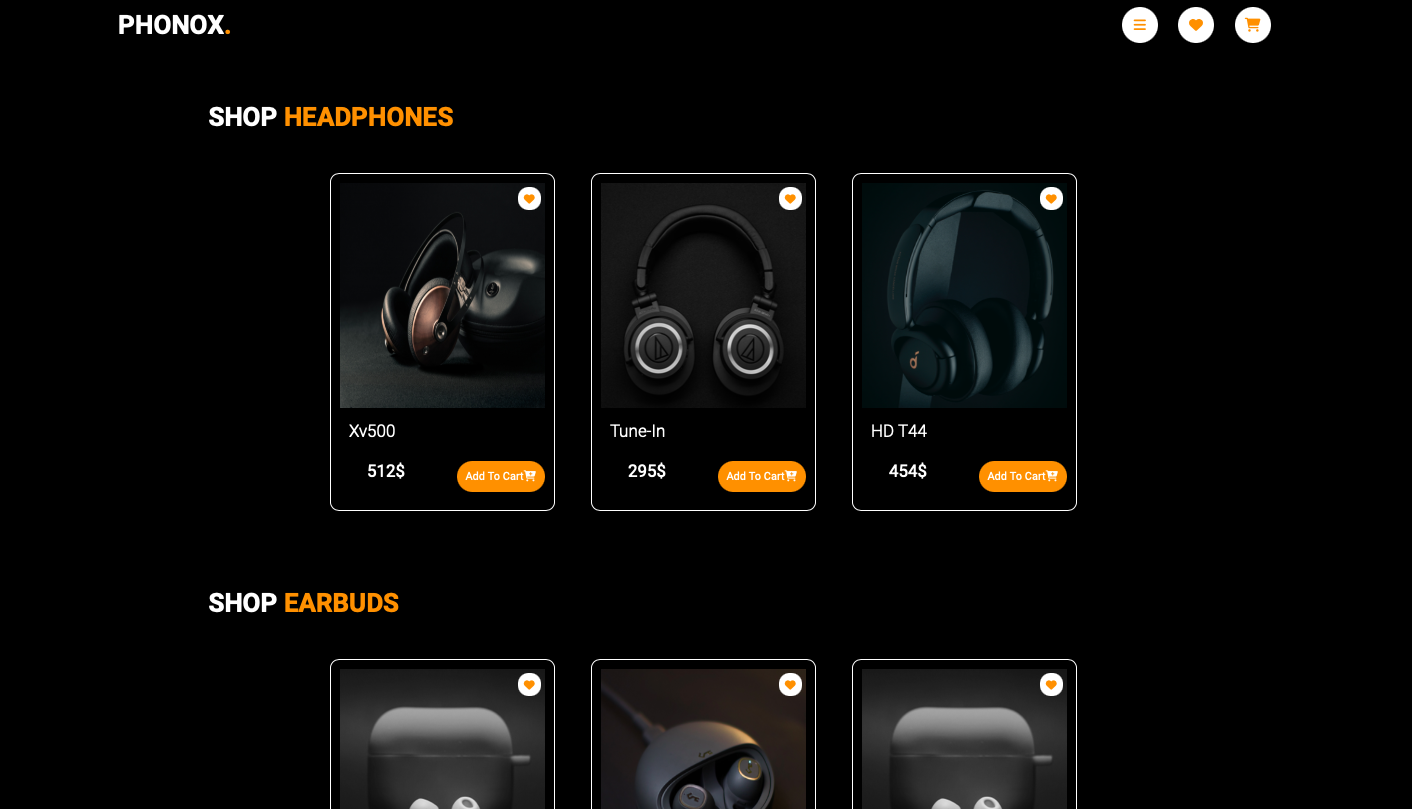 PHONOX.
SHOP HEADPHONES
Xv500
512$
Add To Cart
Tune-In
295$
Add To Cart
HD T44
454$
Add To Cart
SHOP EARBUDS